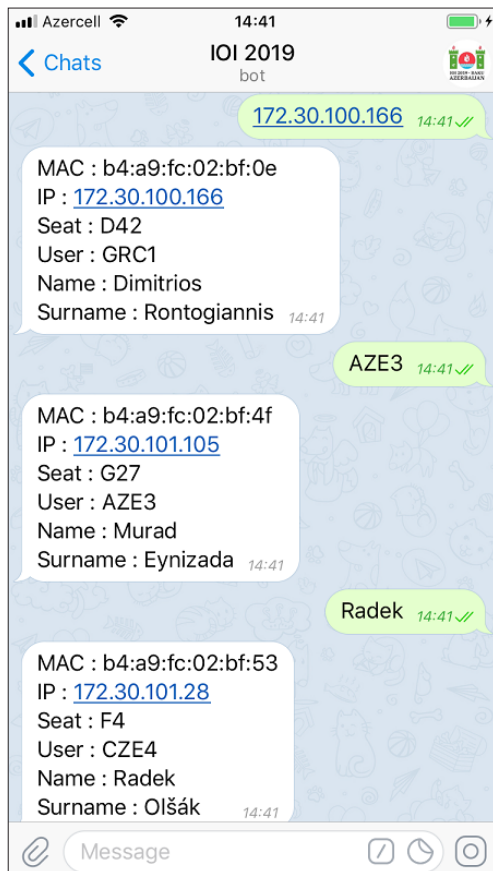 Azercell 14:41
Chats
IOI 2019
bot
172.30.100.166 14:41
MAC : b4:a9:fc:02:bf:0e
IP : 172.30.100.166
Seat : D42
User : GRC1
Name : Dimitrios
Surname : Rontogiannis 14:41
AZE3 14:41
MAC : b4:a9:fc:02:bf:4f
IP : 172.30.101.105
Seat : G27
User : AZE3
Name : Murad
Surname : Eynizada 14:41
Radek 14:41
MAC : b4:a9:fc:02:bf:53
IP : 172.30.101.28
Seat : F4
User : CZE4
Name : Radek
Surname : Olšák 14:41
Message